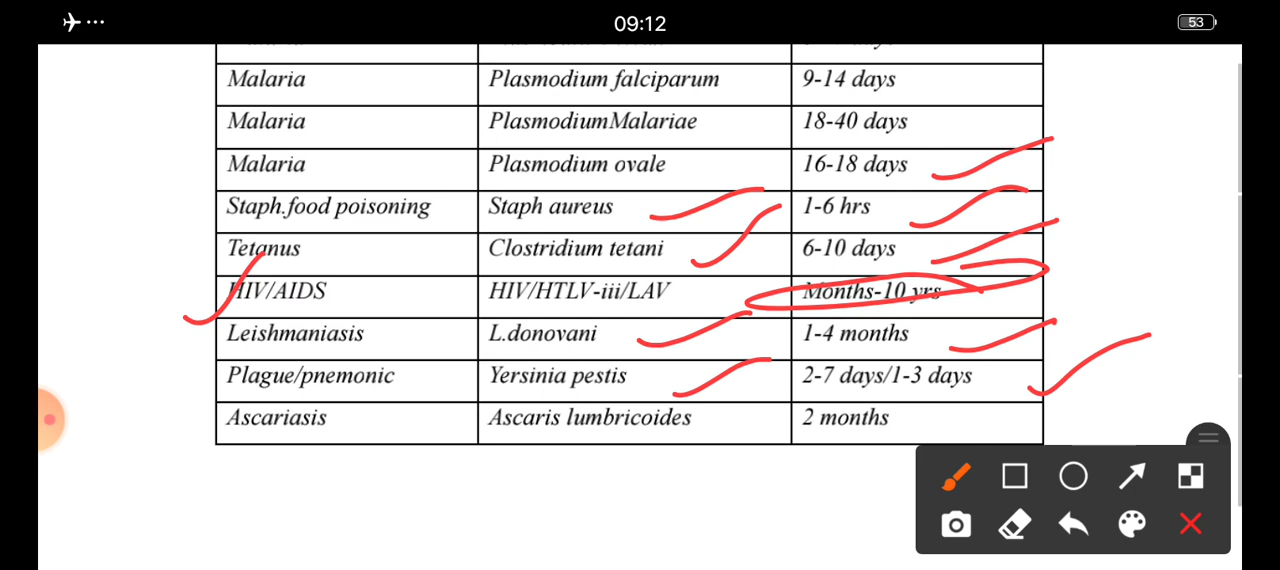 09:12
53
Malaria Plasmodium falciparum 9-14 days
Malaria PlasmodiumMalariae 18-40 days
Malaria Plasmodium ovale 16-18 days
Staph.food poisoning Staph aureus 1-6 hrs
Tetanus Clostridium tetani 6-10 days
HIV/AIDS HIV/HTLV-iii/LAV Months-10 yrs
Leishmaniasis L.donovani 1-4 months
Plague/pnemonic Yersinia pestis 2-7 days/1-3 days
Ascariasis Ascaris lumbricoides 2 months